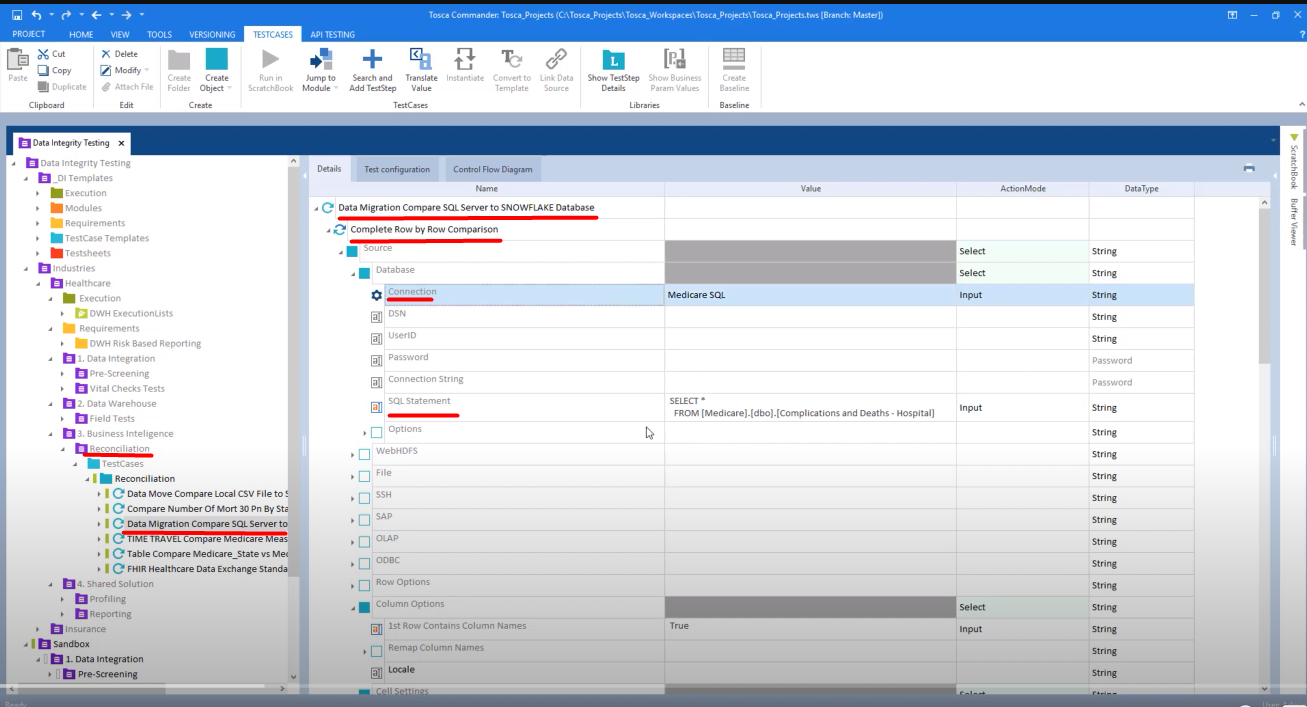 Tosca Commander: Tosca_Projects (C:\Tosca_Projects\Tosca_Workspaces\Tosca_Projects\Tosca_Projects.tws [Branch: Master])
PROJECT HOME VIEW TOOLS VERSIONING TESTCASES API TESTING
Paste
Cut
Copy
Duplicate
Clipboard
Delete
Modify
Attach File
Edit
Create Folder
Create Object
Create
Run in ScratchBook
Jump to Module
Search and Add TestStep
Translate Value
Instantiate
Convert to Template
Link Data Source
TestCases
Show TestStep Details
Show Business Param Values
Libraries
Create Baseline
Baseline
Data Integrity Testing
Data Integrity Testing
_DI Templates
Execution
Modules
Requirements
TestCase Templates
Testsheets
Industries
Healthcare
Execution
DWH ExecutionLists
Requirements
DWH Risk Based Reporting
1. Data Integration
Pre-Screening
Vital Checks Tests
2. Data Warehouse
Field Tests
3. Business Inteligence
Reconciliation
TestCases
Reconciliation
Data Move Compare Local CSV File to S
Compare Number Of Mort 30 Pn By Sta
Data Migration Compare SQL Server to
TIME TRAVEL Compare Medicare Meas
Table Compare Medicare_State vs Med
FHIR Healthcare Data Exchange Standa
4. Shared Solution
Profiling
Reporting
Insurance
Sandbox
1. Data Integration
Pre-Screening
Details Test configuration Control Flow Diagram
Name Value ActionMode DataType
Data Migration Compare SQL Server to SNOWFLAKE Database
Complete Row by Row Comparison
Source Select String
Database Select String
Connection Medicare SQL Input String
DSN String
UserID String
Password Password
Connection String Password
SQL Statement SELECT *
FROM [Medicare].[dbo].[Complications and Deaths - Hospital] Input String
Options String
WebHDFS String
File String
SSH String
SAP String
OLAP String
ODBC String
Row Options String
Column Options Select String
1st Row Contains Column Names True Input String
Remap Column Names String
Locale String
Cell Settings Select String
ScratchBook
Buffer Viewer
Ready